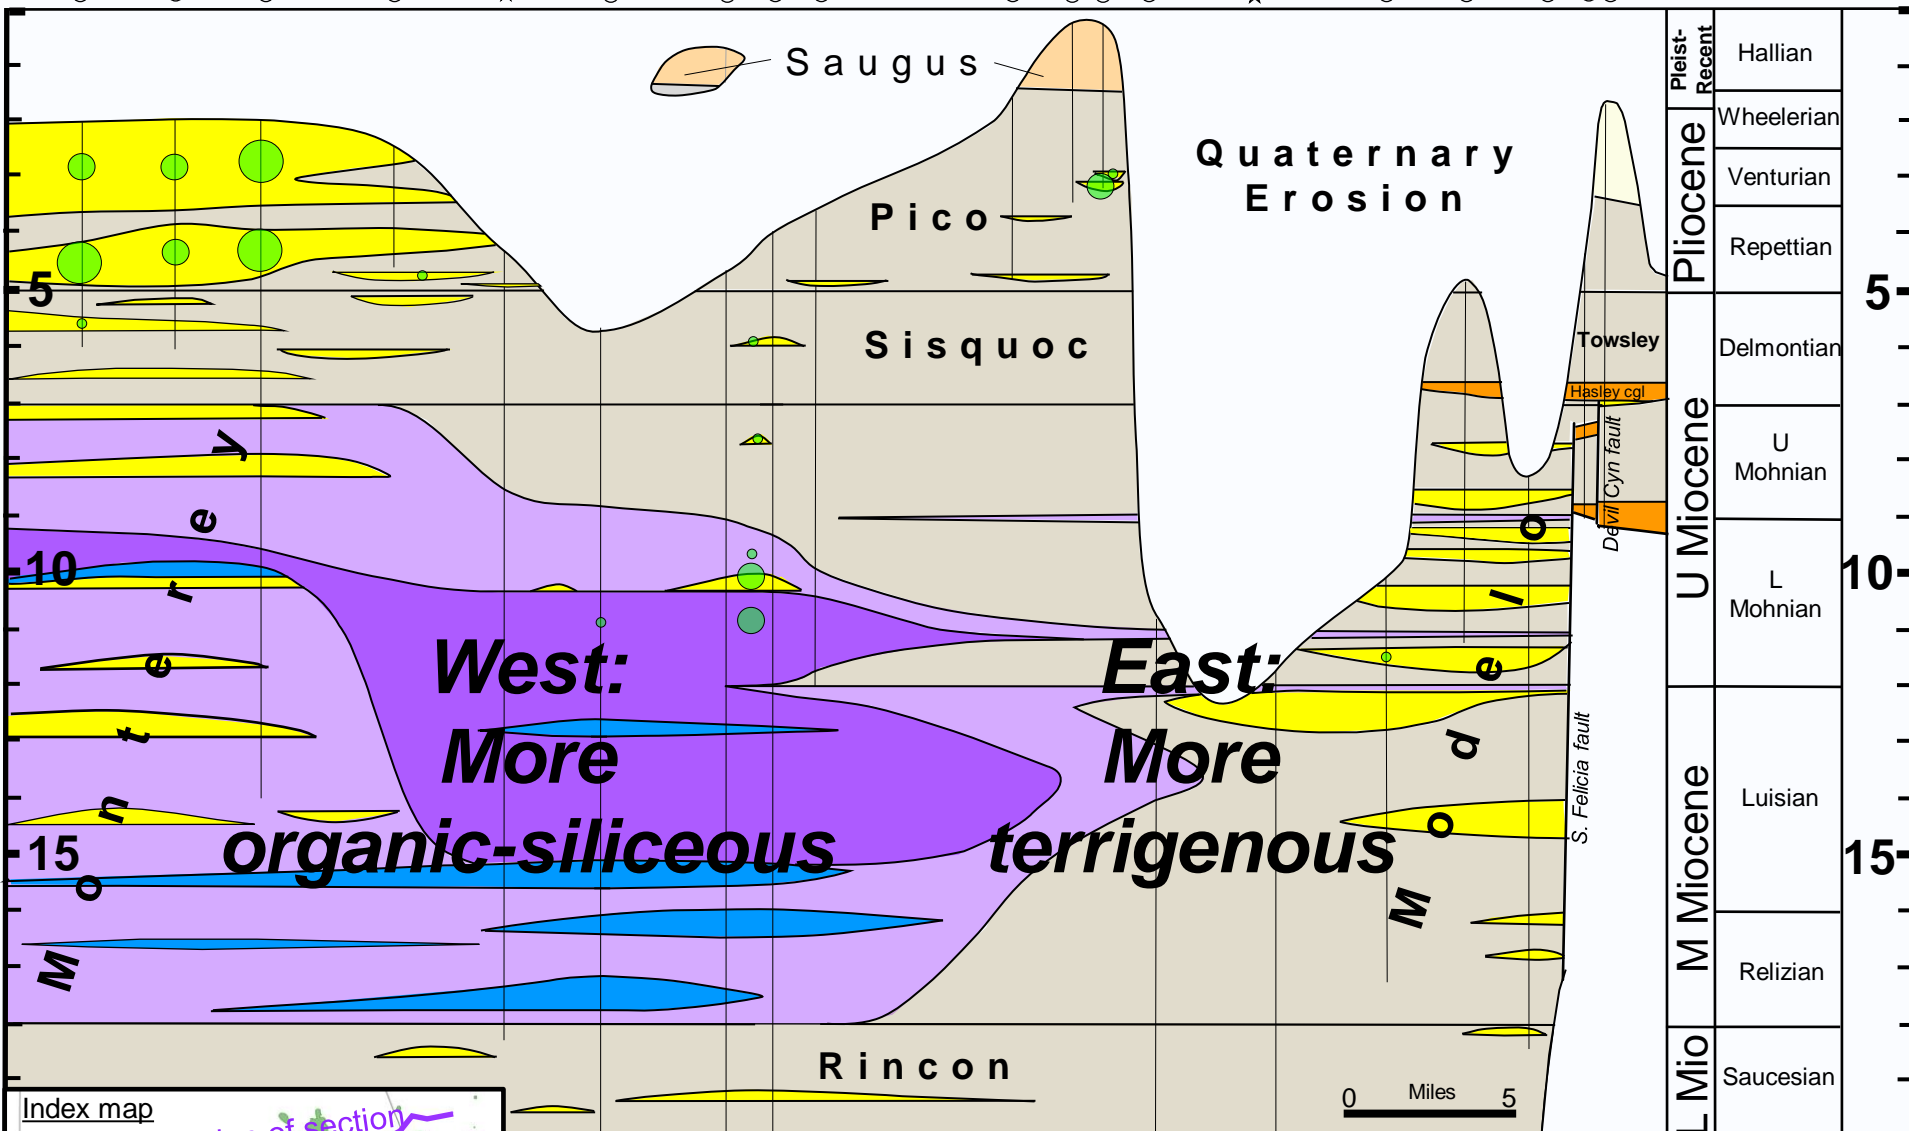 Saugus
Quaternary
Erosion
Pico
Sisquoc
Monterey
Modelo
Rincon
West:
More
organic-siliceous
East:
More
terrigenous
Towsley
Hasley cgl
Devil Cyn fault
S. Felicia fault
5
10
15
Pleist-
Recent
Pliocene
U Miocene
M Miocene
L Mio
Hallian
Wheelerian
Venturian
Repettian
Delmontian
U
Mohnian
L
Mohnian
Luisian
Relizian
Saucesian
5
10
15
0 Miles 5
Index map
of section